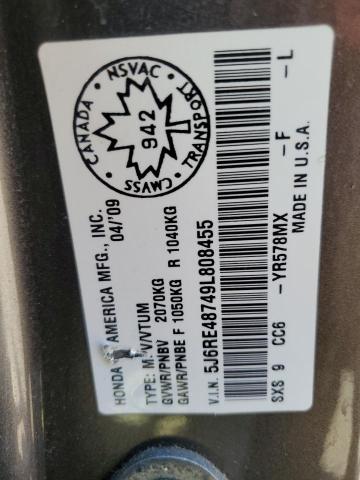 HONDA OF AMERICA MFG., INC.
04/'09
TYPE: MPV/VTUM
GVWR/PNBV 2070KG
GAWR/PNBE F 1050KG R 1040KG
V.I.N. 5J6RE48749L808455
SXS 9 CC6 -YR578MX -F -L
MADE IN U.S.A.
CANADA NSVAC TRANSPORT CMVSS
942